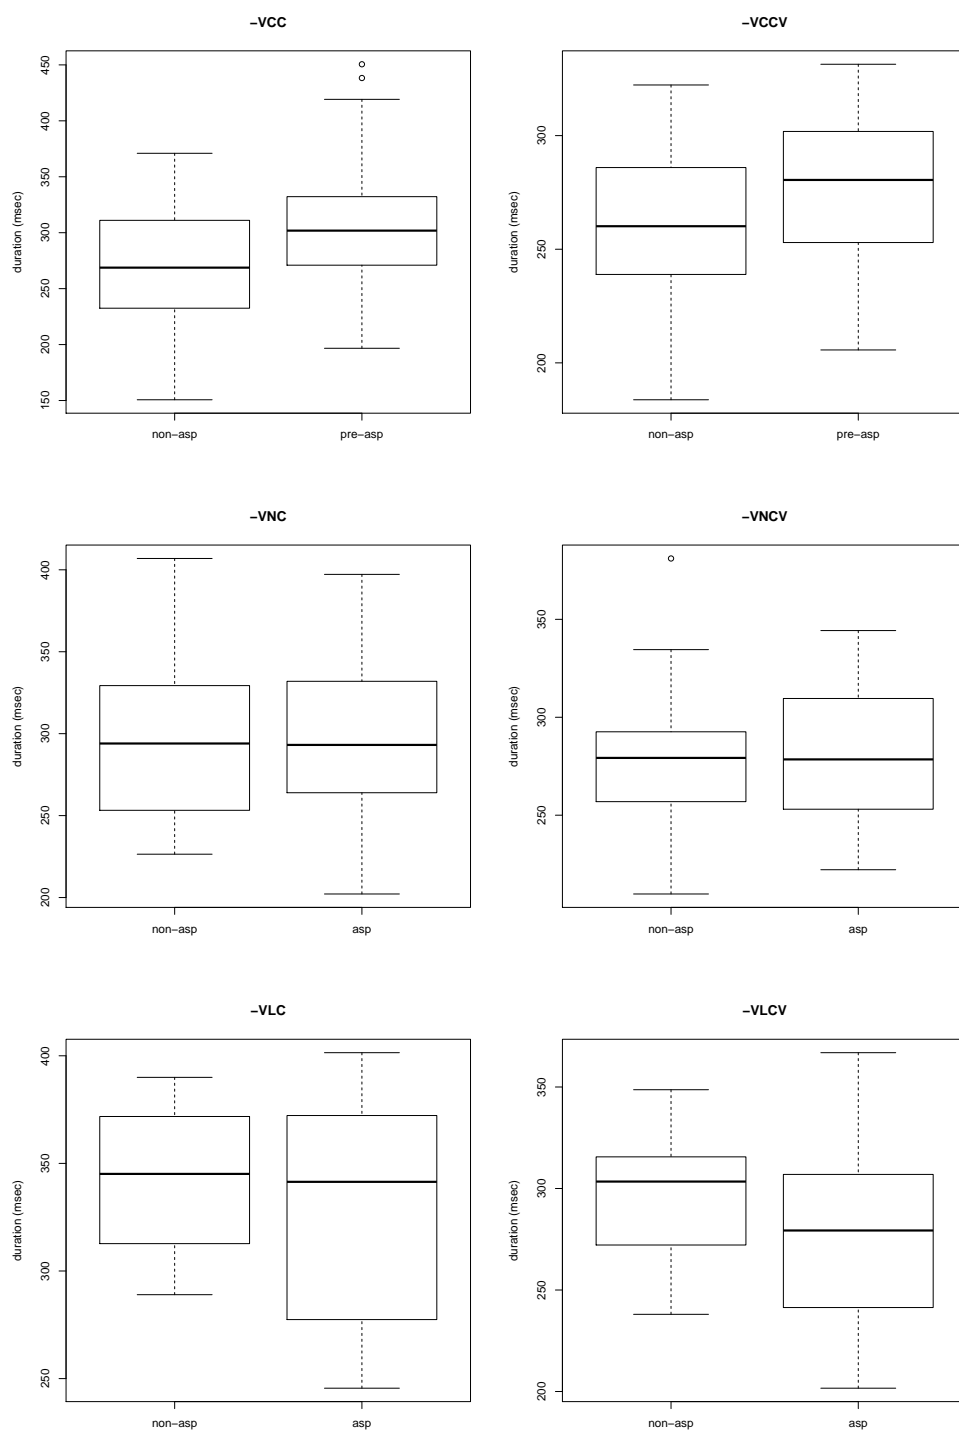 −VCC
duration (msec)
450
400
350
300
250
200
150
non−asp
pre−asp
−VCCV
duration (msec)
300
250
200
non−asp
pre−asp
−VNC
duration (msec)
400
350
300
250
200
non−asp
asp
−VNCV
duration (msec)
350
300
250
non−asp
asp
−VLC
duration (msec)
400
350
300
250
non−asp
asp
−VLCV
duration (msec)
350
300
250
200
non−asp
asp